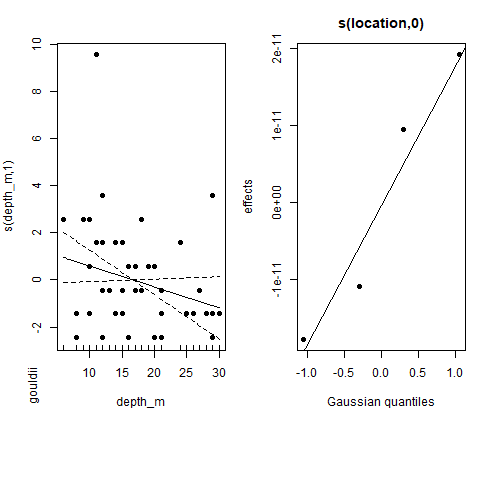 s(location,0)
s(depth_m,1)
10
8
6
4
2
0
-2
10
15
20
25
30
depth_m
gouldii
effects
2e-11
1e-11
0e+00
-1e-11
-1.0
-0.5
0.0
0.5
1.0
Gaussian quantiles